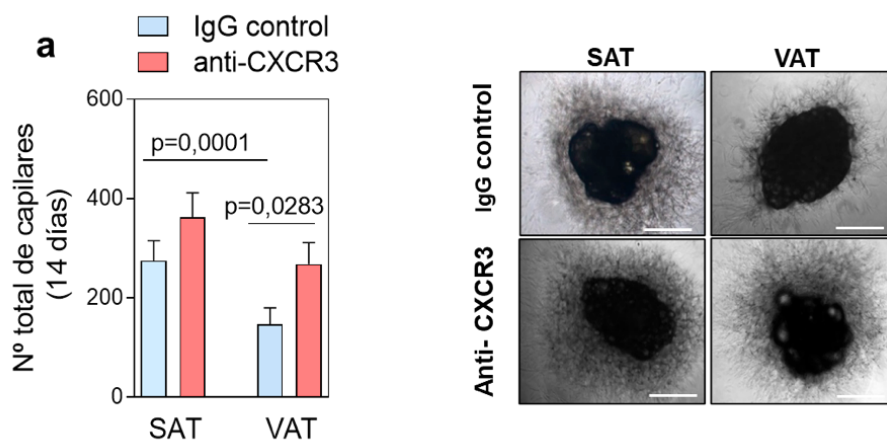 a
IgG control
anti-CXCR3
Nº total de capilares
(14 días)
600
400
200
0
p=0,0001
p=0,0283
SAT
VAT
SAT
VAT
IgG control
Anti- CXCR3